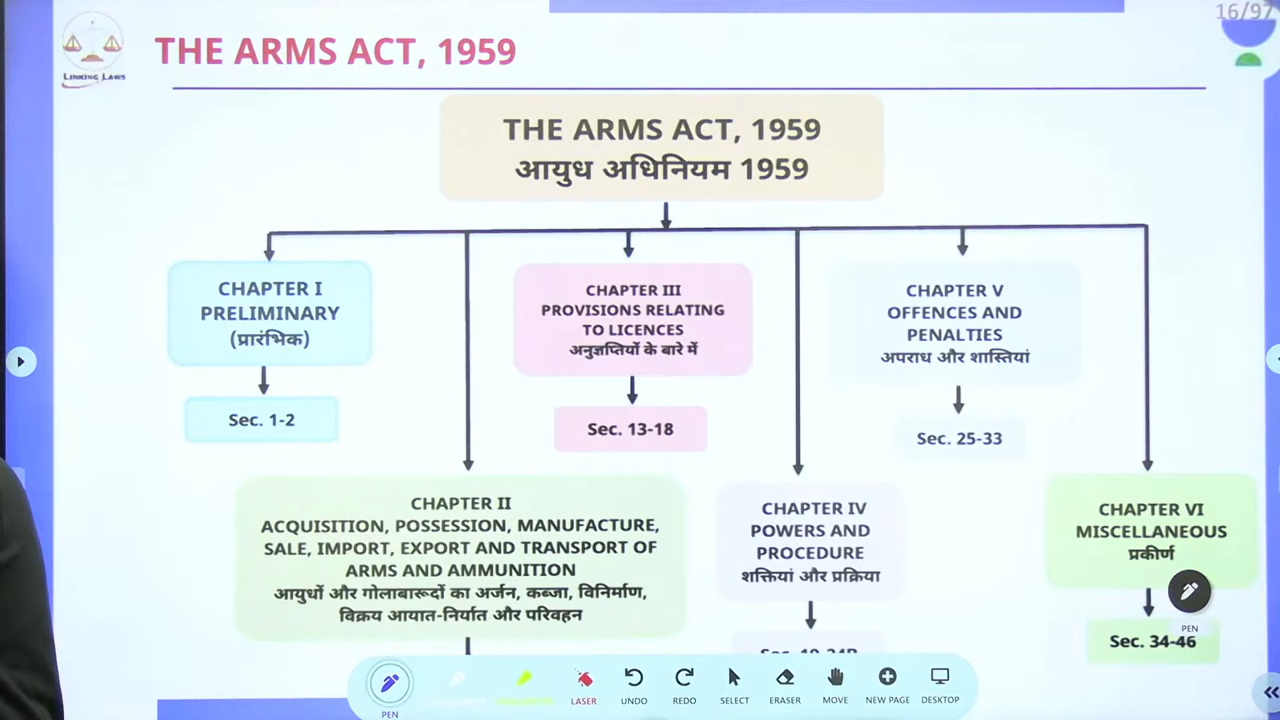 16/97
LINKING LAWS
THE ARMS ACT, 1959
THE ARMS ACT, 1959
आयुध अधिनियम 1959
CHAPTER I
PRELIMINARY
(प्रारंभिक)
Sec. 1-2
CHAPTER III
PROVISIONS RELATING
TO LICENCES
अनुज्ञप्तियों के बारे में
Sec. 13-18
CHAPTER V
OFFENCES AND
PENALTIES
अपराध और शास्तियां
Sec. 25-33
CHAPTER II
ACQUISITION, POSSESSION, MANUFACTURE,
SALE, IMPORT, EXPORT AND TRANSPORT OF
ARMS AND AMMUNITION
आयुधों और गोलाबारूदों का अर्जन, कब्जा, विनिर्माण,
विक्रय आयात-निर्यात और परिवहन
CHAPTER IV
POWERS AND
PROCEDURE
शक्तियां और प्रक्रिया
CHAPTER VI
MISCELLANEOUS
प्रकीर्ण
PEN
Sec. 34-46
PEN
LASER
UNDO
REDO
SELECT
ERASER
MOVE
NEW PAGE
DESKTOP